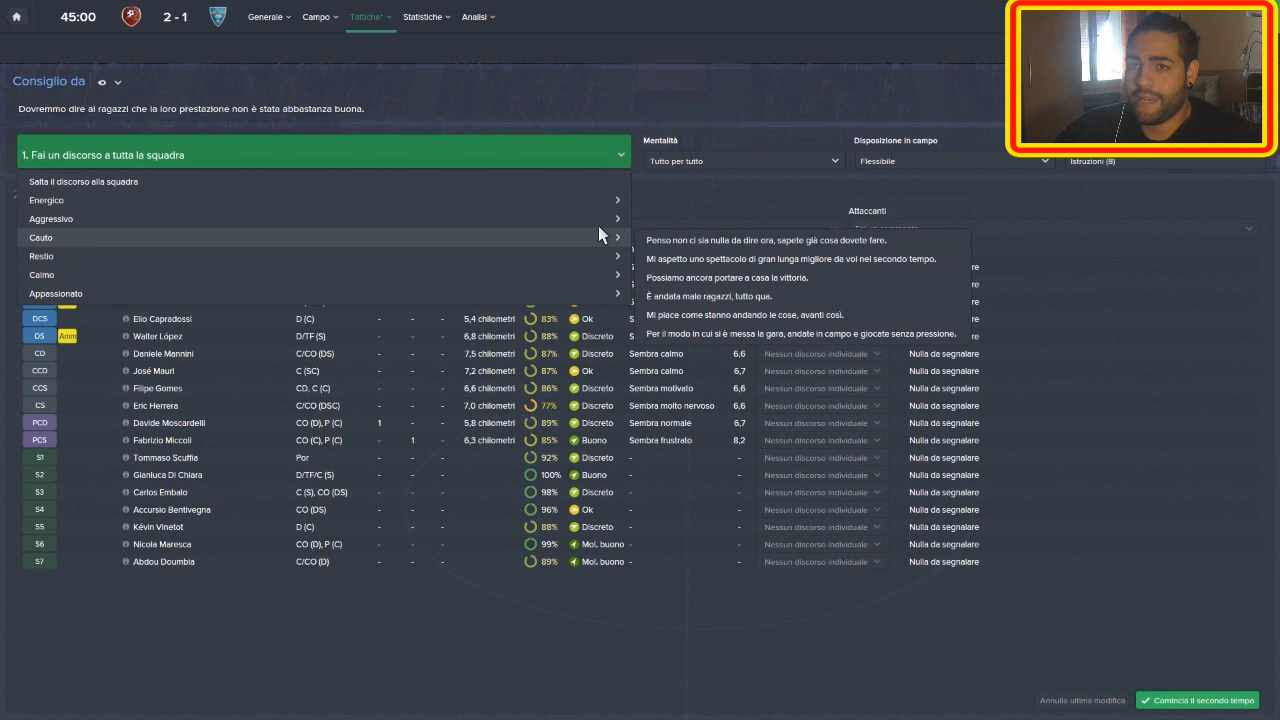 45:00 2 - 1 Generale Campo Tattiche* Statistiche Analisi
Consiglio da
Dovremmo dire ai ragazzi che la loro prestazione non è stata abbastanza buona.
1. Fai un discorso a tutta la squadra
Mentalità Disposizione in campo
Tutto per tutto Flessibile Istruzioni (8)
Salta il discorso alla squadra
Energico
Aggressivo
Cauto
Restio
Calmo
Appassionato
Attaccanti
Penso non ci sia nulla da dire ora, sapete già cosa dovete fare.
Mi aspetto uno spettacolo di gran lunga migliore da voi nel secondo tempo.
Possiamo ancora portare a casa la vittoria.
È andata male ragazzi, tutto qua.
Mi piace come stanno andando le cose, avanti così.
Per il modo in cui si è messa la gara, andate in campo e giocate senza pressione.
DCS Elio Capradossi D (C) - - - 5,4 chilometri 83% Ok
DS Amm Walter López D/TF (S) - - - 6,8 chilometri 88% Discreto
CD Daniele Mannini C/CO (DS) - - - 7,5 chilometri 87% Discreto Sembra calmo 6,6 Nessun discorso individuale Nulla da segnalare
CCD José Mauri C (SC) - - - 7,2 chilometri 87% Ok Sembra calmo 6,7 Nessun discorso individuale Nulla da segnalare
CCS Filipe Gomes CD, C (C) - - - 6,6 chilometri 86% Discreto Sembra motivato 6,6 Nessun discorso individuale Nulla da segnalare
CS Eric Herrera C/CO (DSC) - - - 7,0 chilometri 77% Discreto Sembra molto nervoso 6,6 Nessun discorso individuale Nulla da segnalare
PCD Davide Moscardelli CO (D), P (C) 1 - - 5,8 chilometri 89% Discreto Sembra normale 6,7 Nessun discorso individuale Nulla da segnalare
PCS Fabrizio Miccoli CO (C), P (C) - 1 - 6,3 chilometri 85% Buono Sembra frustrato 8,2 Nessun discorso individuale Nulla da segnalare
S1 Tommaso Scuffia Por - - - 92% Discreto - - Nessun discorso individuale Nulla da segnalare
S2 Gianluca Di Chiara D/TF/C (S) - - - 100% Buono - - Nessun discorso individuale Nulla da segnalare
S3 Carlos Embalo C (S), CO (DS) - - - 98% Discreto - - Nessun discorso individuale Nulla da segnalare
S4 Accursio Bentivegna CO (DS) - - - 96% Ok - - Nessun discorso individuale Nulla da segnalare
S5 Kévin Vinetot D (C) - - - 88% Discreto - - Nessun discorso individuale Nulla da segnalare
S6 Nicola Maresca CO (D), P (C) - - - 99% Mol. buono - - Nessun discorso individuale Nulla da segnalare
S7 Abdou Doumbia C/CO (D) - - - 89% Mol. buono - - Nessun discorso individuale Nulla da segnalare
Annulla ultima modifica Comincia il secondo tempo